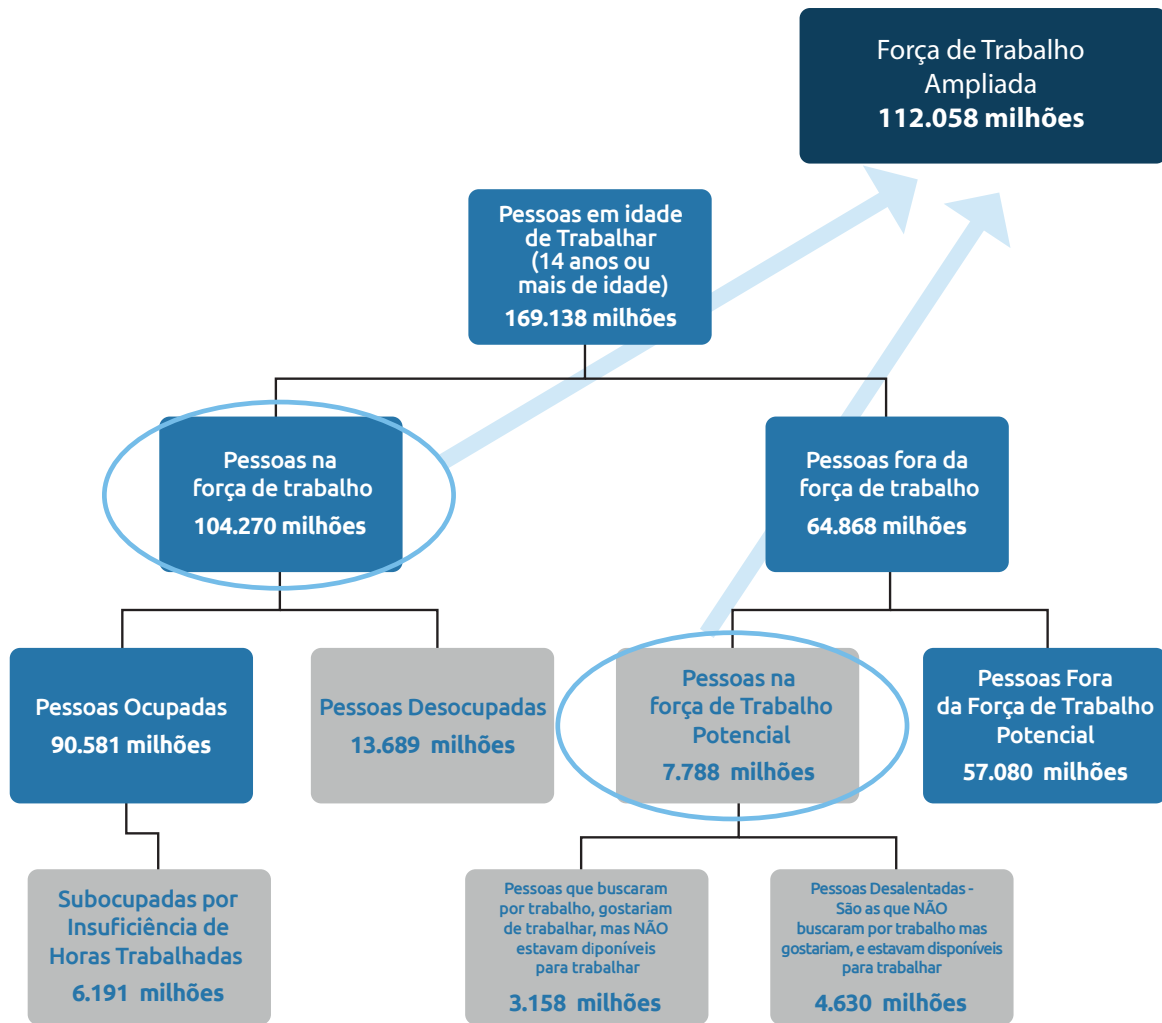 Força de Trabalho
Ampliada
112.058 milhões
Pessoas em idade
de Trabalhar
(14 anos ou
mais de idade)
169.138 milhões
Pessoas na
força de trabalho
104.270 milhões
Pessoas fora da
força de trabalho
64.868 milhões
Pessoas Ocupadas
90.581 milhões
Pessoas Desocupadas
13.689 milhões
Pessoas na
força de Trabalho
Potencial
7.788 milhões
Pessoas Fora
da Força de Trabalho
Potencial
57.080 milhões
Subocupadas por
Insuficiência de
Horas Trabalhadas
6.191 milhões
Pessoas que buscaram
por trabalho, gostariam
de trabalhar, mas NÃO
estavam diponíveis
para trabalhar
3.158 milhões
Pessoas Desalentadas -
São as que NÃO
buscaram por trabalho mas
gostariam, e estavam disponíveis
para trabalhar
4.630 milhões